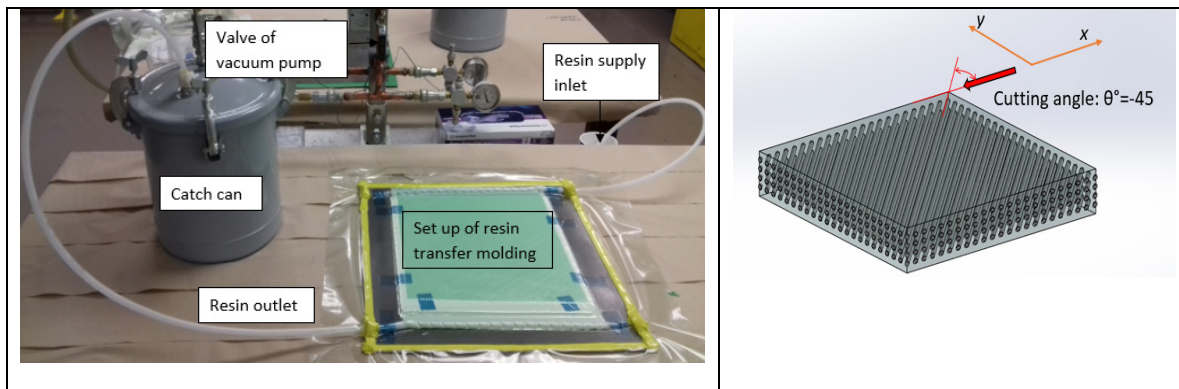 Valve of
vacuum pump
Resin supply
inlet
Catch can
Set up of resin
transfer molding
Resin outlet
y
x
Cutting angle: θ°=-45